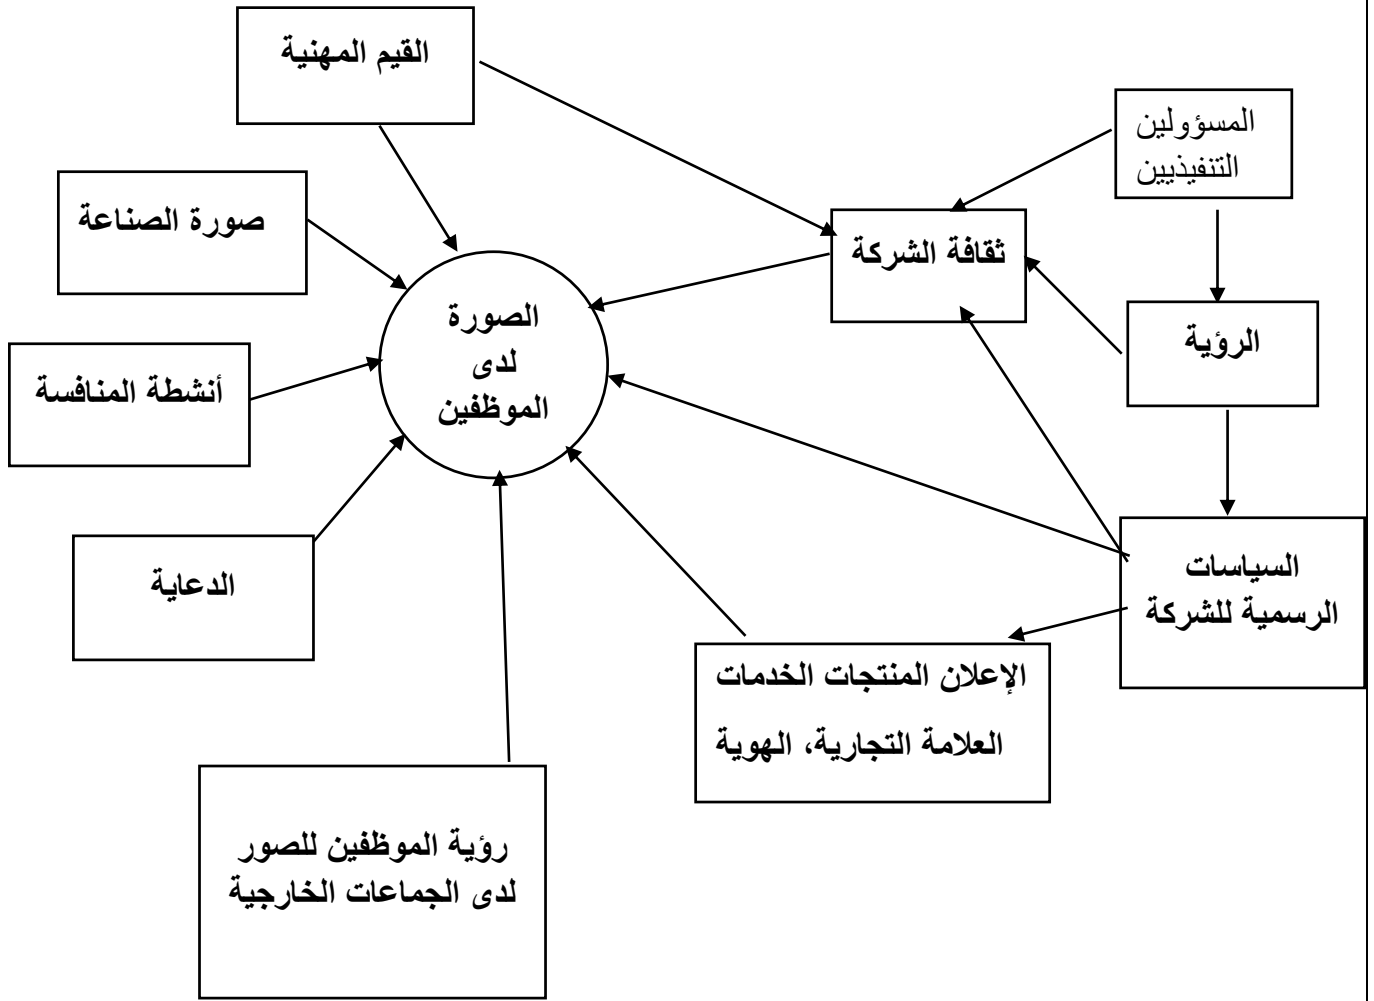 القيم المهنية
المسؤولين
التنفيذيين
صورة الصناعة
ثقافة الشركة
الصورة
لدى
الموظفين
الرؤية
أنشطة المنافسة
الدعاية
السياسات
الرسمية للشركة
الإعلان المنتجات الخدمات
العلامة التجارية، الهوية
رؤية الموظفين للصور
لدى الجماعات الخارجية